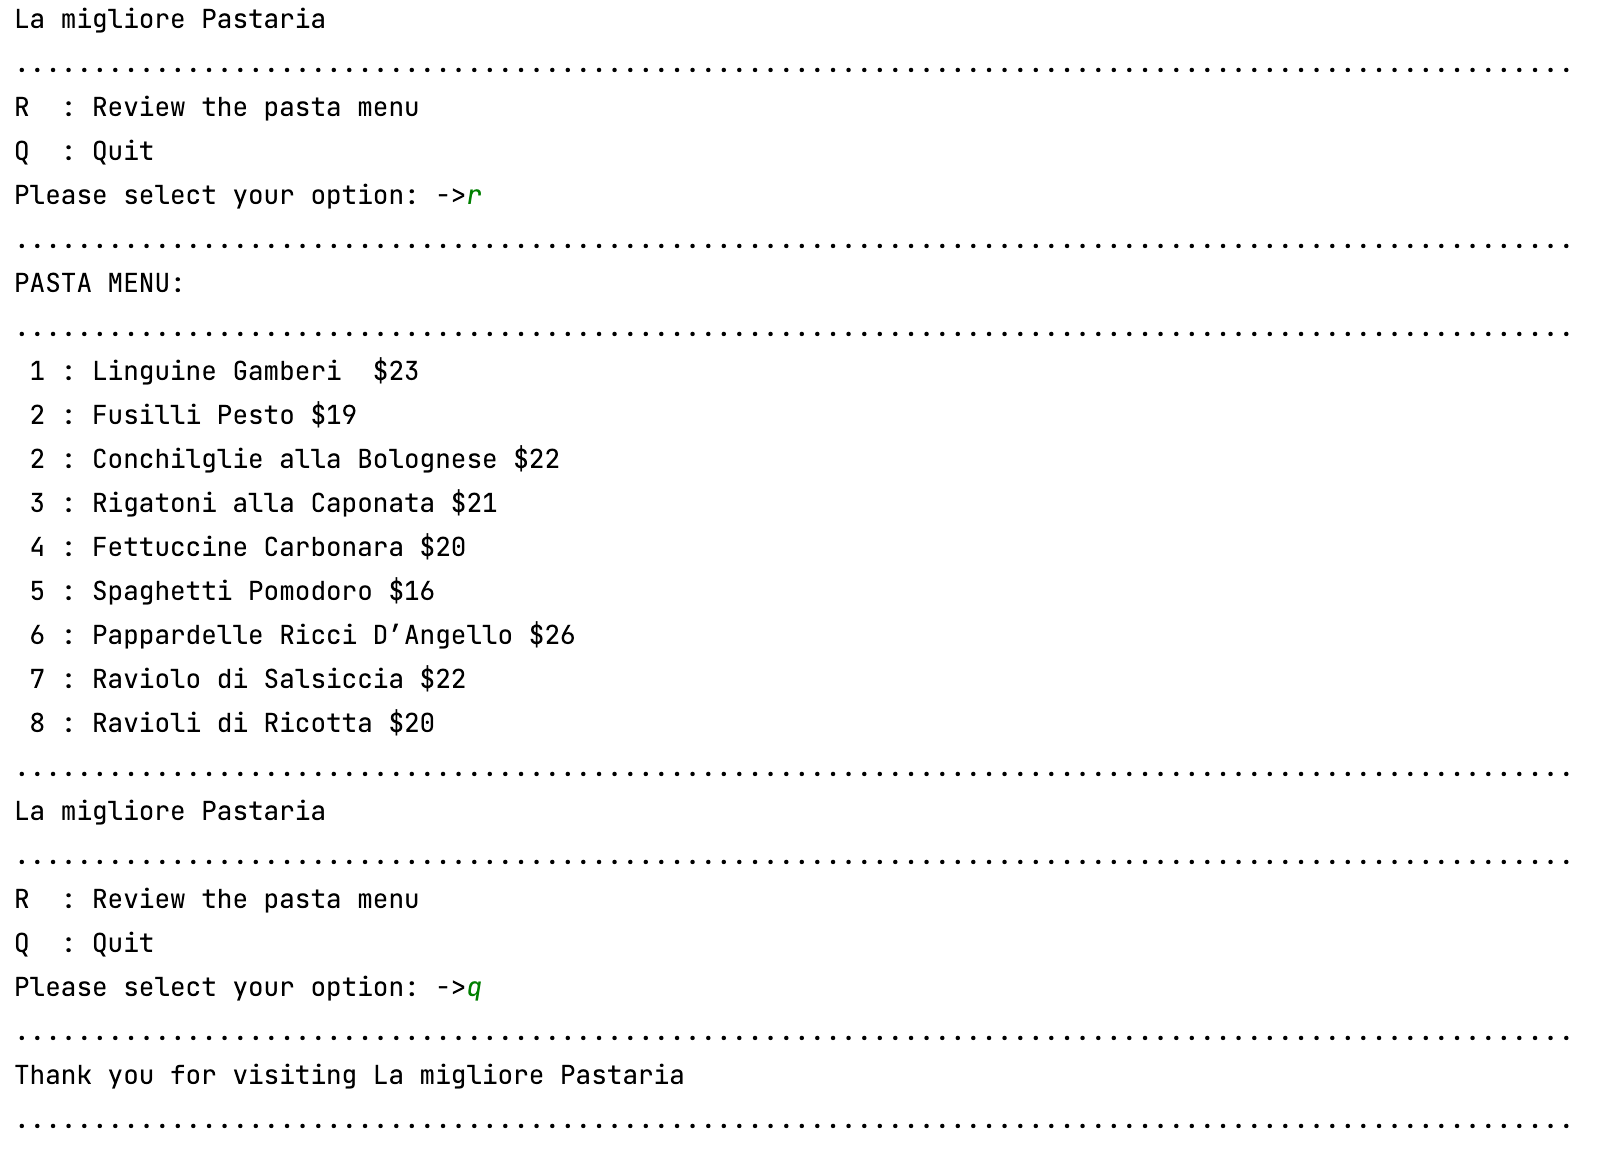 La migliore Pastaria
....................................................................................................
R  : Review the pasta menu
Q  : Quit
Please select your option: ->r
....................................................................................................
PASTA MENU:
....................................................................................................
 1 : Linguine Gamberi  $23
 2 : Fusilli Pesto $19
 2 : Conchilglie alla Bolognese $22
 3 : Rigatoni alla Caponata $21
 4 : Fettuccine Carbonara $20
 5 : Spaghetti Pomodoro $16
 6 : Pappardelle Ricci D’Angello $26
 7 : Raviolo di Salsiccia $22
 8 : Ravioli di Ricotta $20
....................................................................................................
La migliore Pastaria
....................................................................................................
R  : Review the pasta menu
Q  : Quit
Please select your option: ->q
....................................................................................................
Thank you for visiting La migliore Pastaria
....................................................................................................